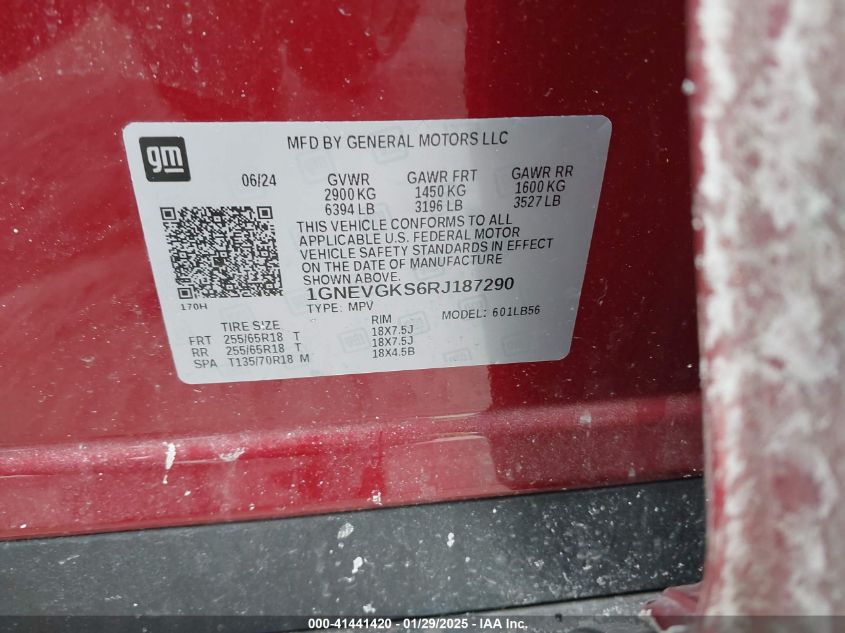 MFD BY GENERAL MOTORS LLC
gm
06/24 GVWR GAWR FRT GAWR RR
2900 KG 1450 KG 1600 KG
6394 LB 3196 LB 3527 LB
THIS VEHICLE CONFORMS TO ALL
APPLICABLE U.S. FEDERAL MOTOR
VEHICLE SAFETY STANDARDS IN EFFECT
ON THE DATE OF MANUFACTURE
SHOWN ABOVE.
170H
1GNEVGKS6RJ187290
TYPE: MPV MODEL: 601LB56
TIRE SIZE RIM
FRT 255/65R18 T 18X7.5J
RR 255/65R18 T 18X7.5J
SPA T135/70R18 M 18X4.5B
000-41441420 - 01/29/2025 - IAA